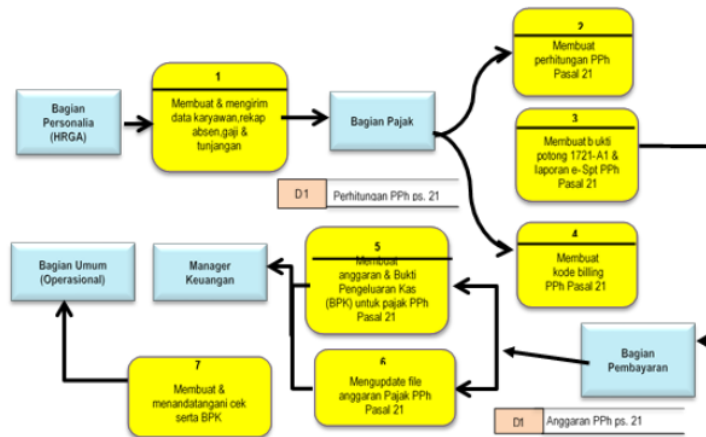 1
Membuat & mengirim
data karyawan,rekap
absen,gaji &
tunjangan
2
Membuat
perhitungan PPh
Pasal 21
Bagian
Personalia
(HRGA)
Bagian Pajak
3
Membuat bukti
potong 1721-A1 &
laporan e-Spt PPh
Pasal 21
D1
Perhitungan PPh ps. 21
4
Membuat
kode billing
PPh Pasal 21
Bagian Umum
(Operasional)
Manager
Keuangan
5
Membuat
anggaran & Bukti
Pengeluaran Kas
(BPK) untuk pajak PPh
Pasal 21
Bagian
Pembayaran
7
Membuat &
menandatangani cek
serta BPK
6
Mengupdate file
anggaran Pajak PPh
Pasal 21
D1
Anggaran PPh ps. 21